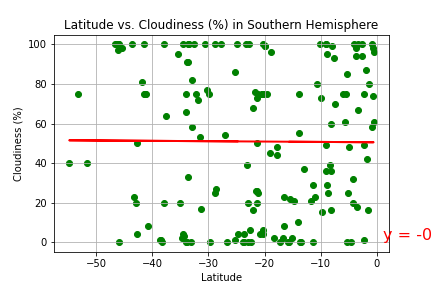 Latitude vs. Cloudiness (%) in Southern Hemisphere
100
80
60
40
20
0
Cloudiness (%)
−50 −40 −30 −20 −10 0
Latitude
y = -0